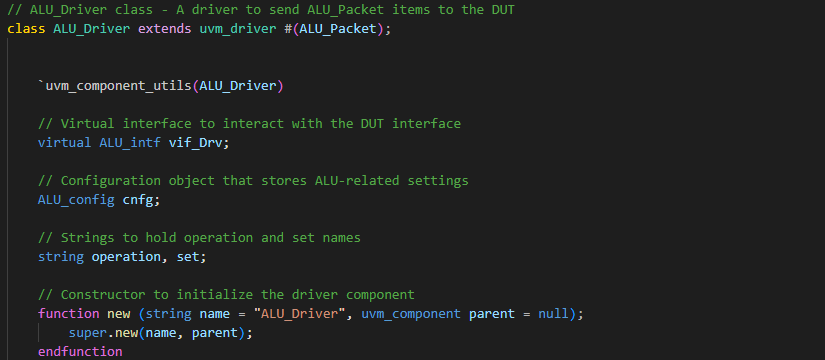 // ALU_Driver class - A driver to send ALU_Packet items to the DUT
class ALU_Driver extends uvm_driver #(ALU_Packet);
`uvm_component_utils(ALU_Driver)
// Virtual interface to interact with the DUT interface
virtual ALU_intf vif_Drv;
// Configuration object that stores ALU-related settings
ALU_config cnfg;
// Strings to hold operation and set names
string operation, set;
// Constructor to initialize the driver component
function new (string name = "ALU_Driver", uvm_component parent = null);
super.new(name, parent);
endfunction